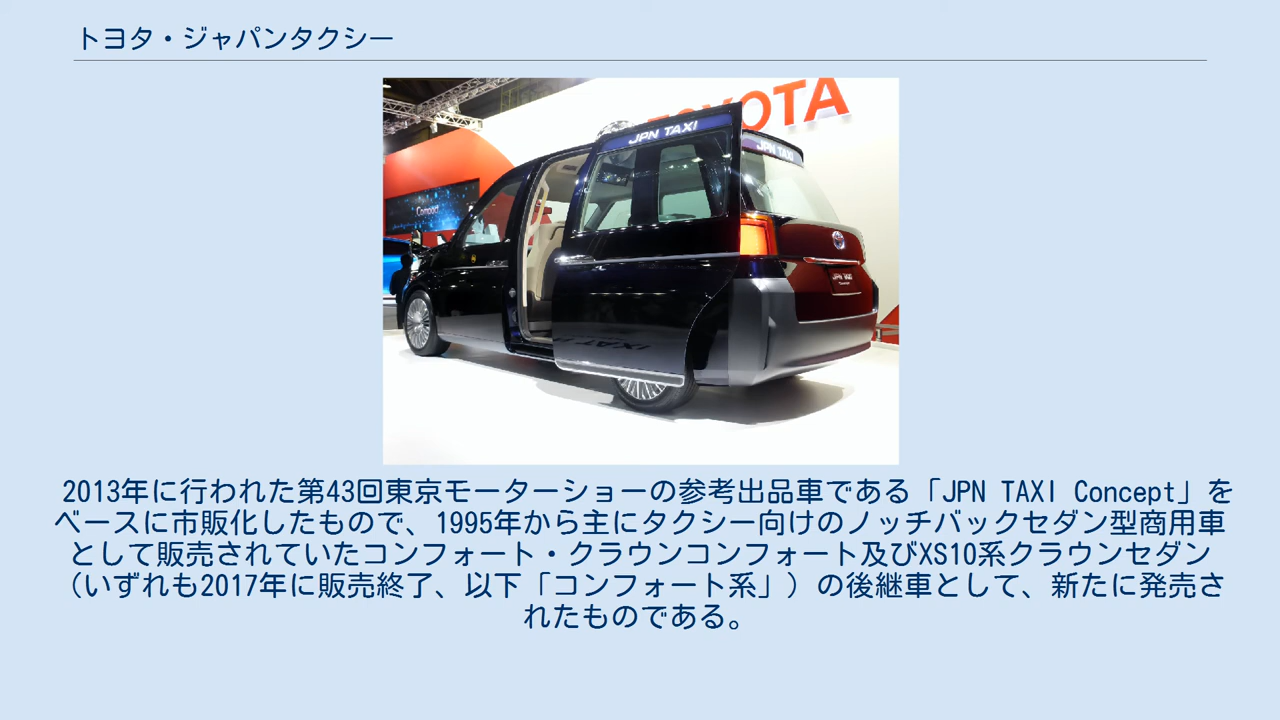 トヨタ・ジャパンタクシー
TOYOTA
JPN TAXI
JPN TAXI
Compact
JPN TAXI
2013年に行われた第43回東京モーターショーの参考出品車である「JPN TAXI Concept」を
ベースに市販化したもので、1995年から主にタクシー向けのノッチバックセダン型商用車
として販売されていたコンフォート・クラウンコンフォート及びXS10系クラウンセダン
（いずれも2017年に販売終了、以下「コンフォート系」）の後継車として、新たに発売さ
れたものである。